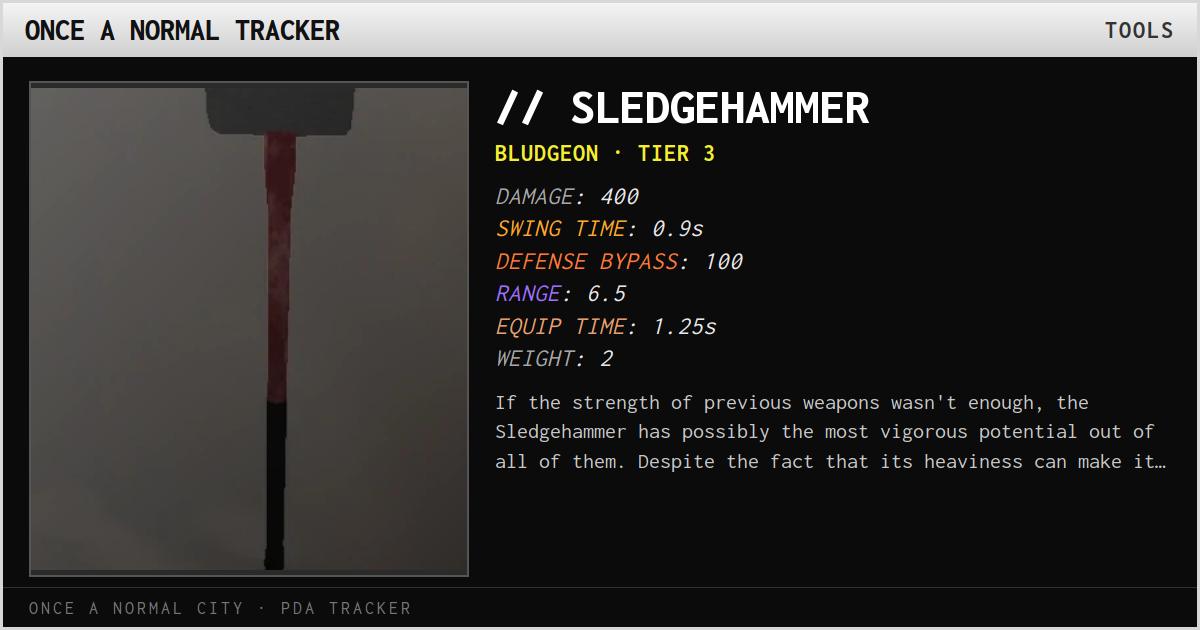 ONCE A NORMAL TRACKER
TOOLS
// SLEDGEHAMMER
BLUDGEON · TIER 3
DAMAGE: 400
SWING TIME: 0.9s
DEFENSE BYPASS: 100
RANGE: 6.5
EQUIP TIME: 1.25s
WEIGHT: 2
If the strength of previous weapons wasn't enough, the
Sledgehammer has possibly the most vigorous potential out of
all of them. Despite the fact that its heaviness can make it…
ONCE A NORMAL CITY · PDA TRACKER